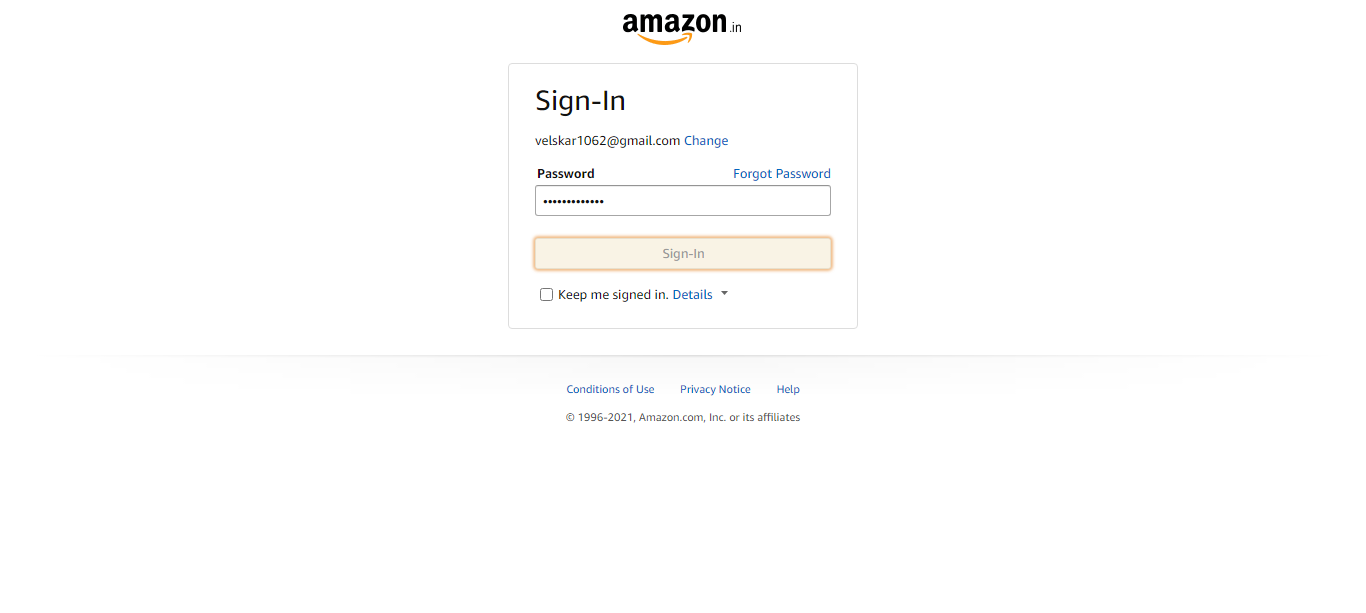 amazon.in
Sign-In
velskar1062@gmail.com Change
Password Forgot Password
•••••••••••••
Sign-In
Keep me signed in. Details
Conditions of Use Privacy Notice Help
© 1996-2021, Amazon.com, Inc. or its affiliates